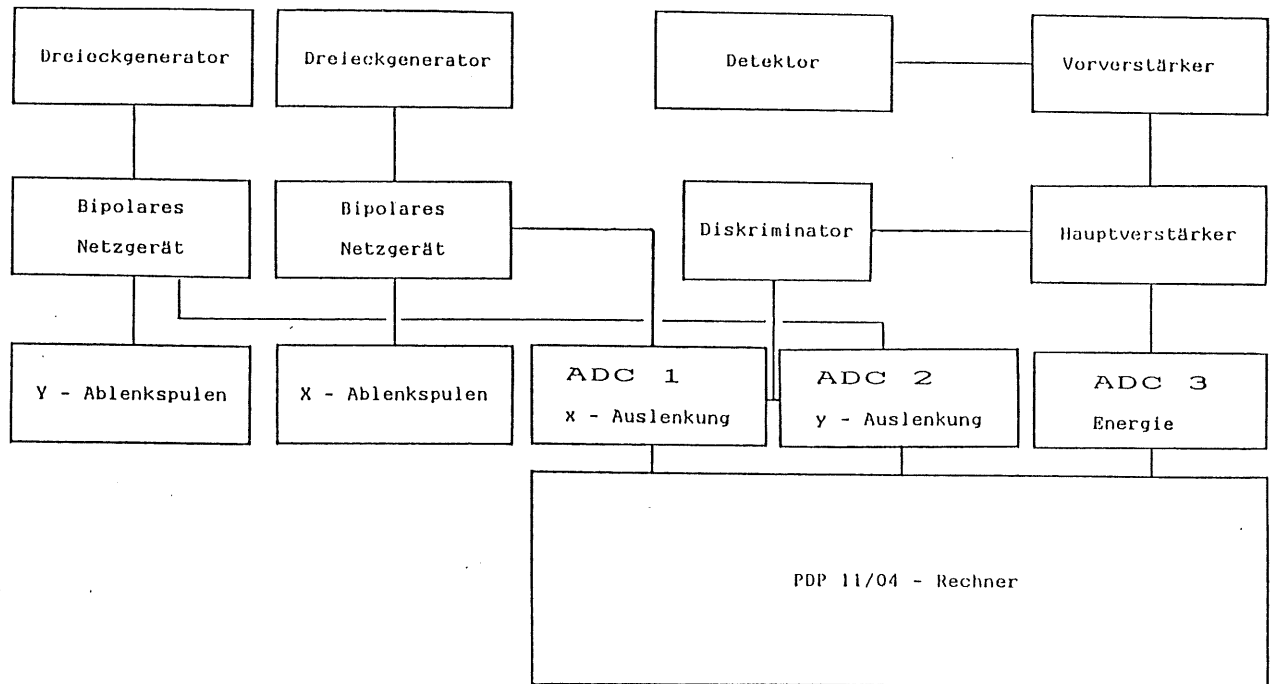 Dreieckgenerator
Dreieckgenerator
Detektor
Vorverstärker
Bipolares
Netzgerät
Bipolares
Netzgerät
Diskriminator
Hauptverstärker
Y - Ablenkspulen
X - Ablenkspulen
ADC 1
x - Auslenkung
ADC 2
y - Auslenkung
ADC 3
Energie
PDP 11/04 - Rechner